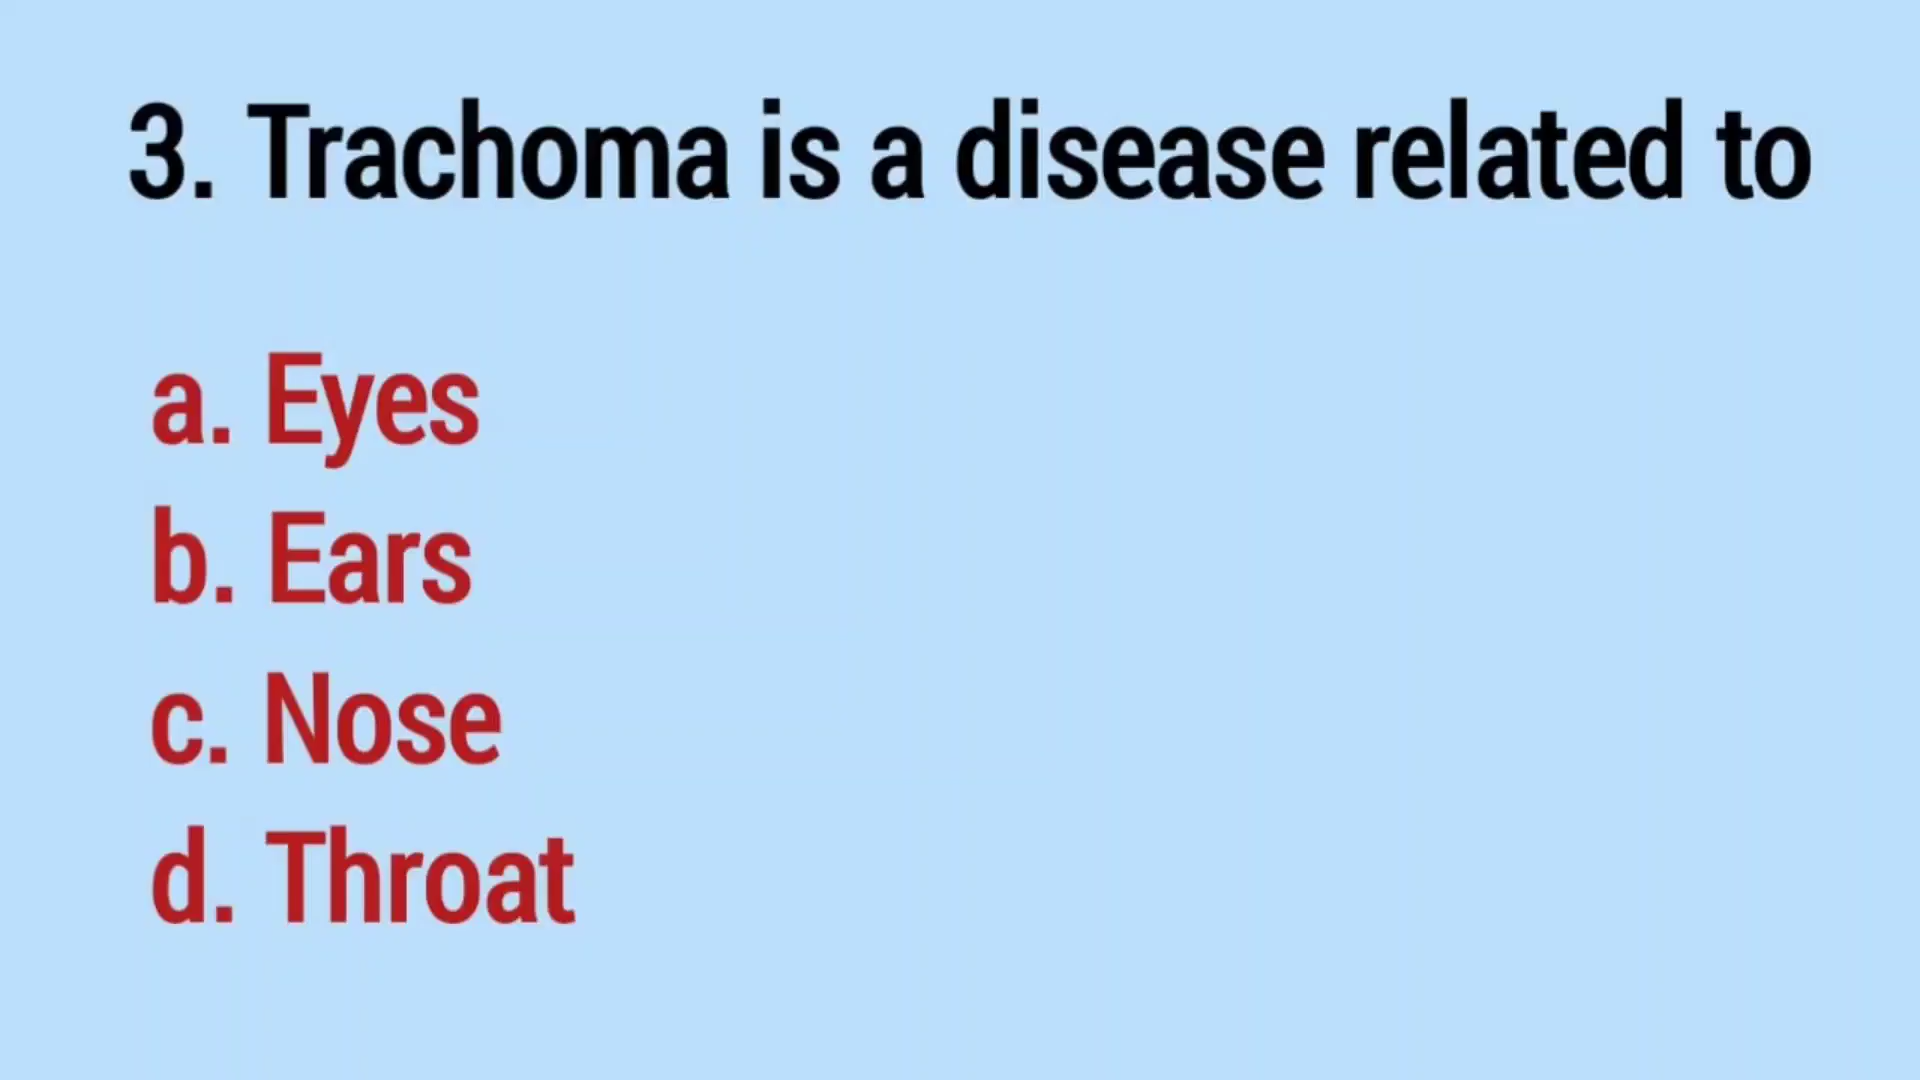 3. Trachoma is a disease related to
a. Eyes
b. Ears
c. Nose
d. Throat